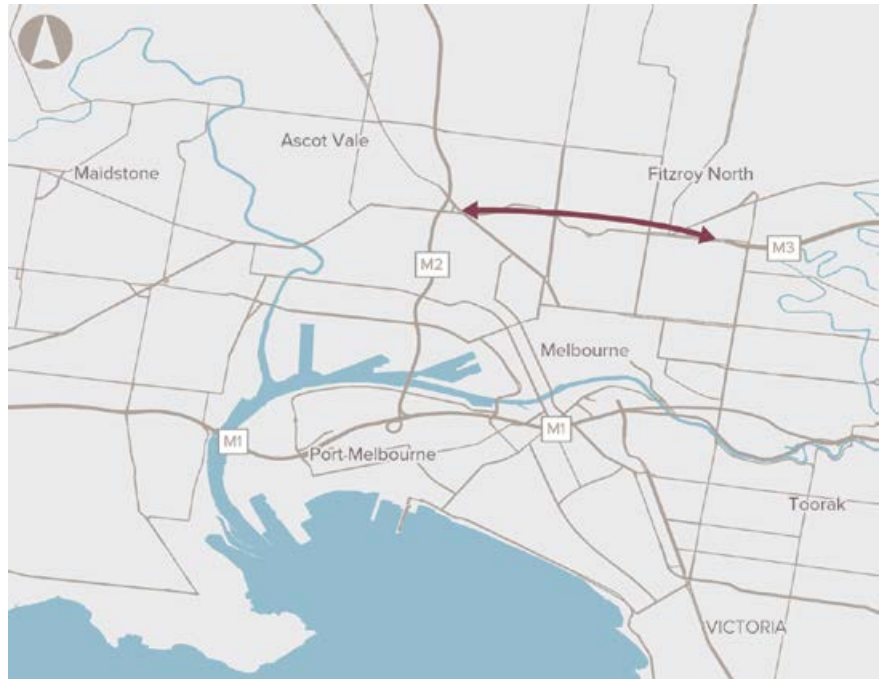 Ascot Vale
Maidstone
Fitzroy North
M3
M2
Melbourne
M1
M1
Port Melbourne
Toorak
VICTORIA